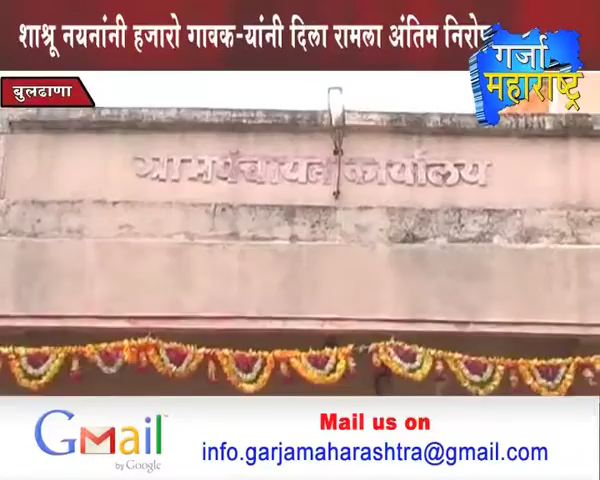 शाश्रू नयनांनी हजारो गावक-यांनी दिला रामला अंतिम निरोप
गर्जा
महाराष्ट्र
बुलढाणा
ग्रामपंचायत कार्यालय
Gmail
by Google
Mail us on
info.garjamaharashtra@gmail.com